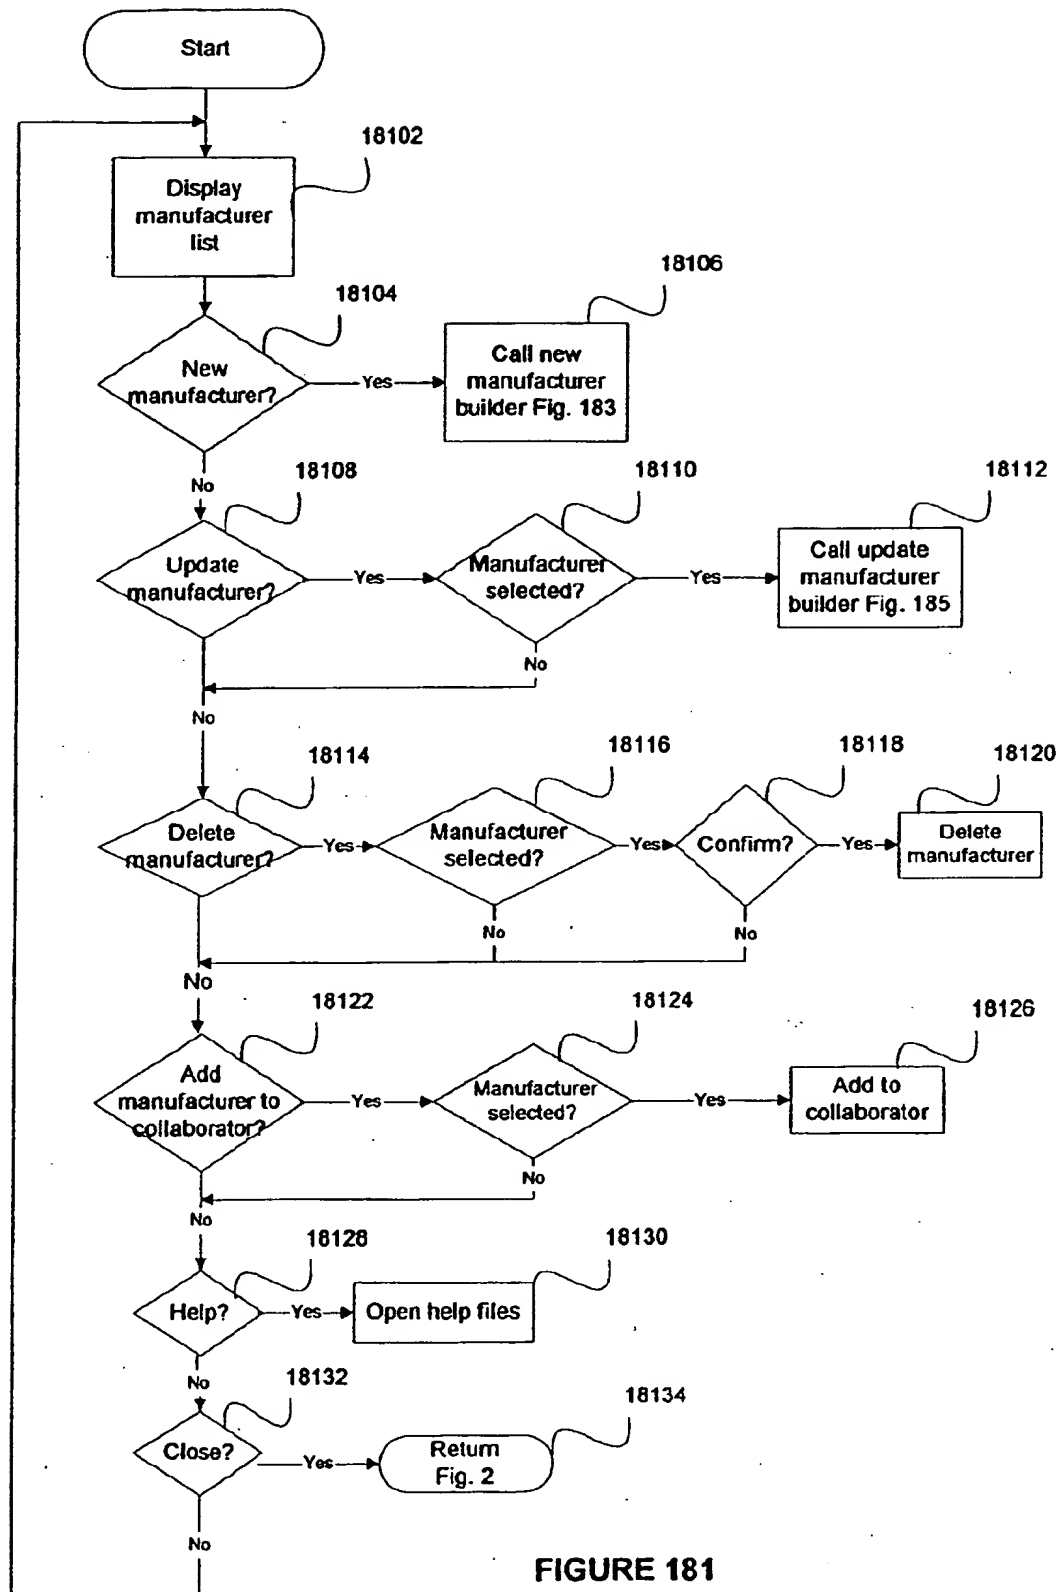 Start
18102
Display
manufacturer
list
18104
18106
New
manufacturer?
Yes
Call new
manufacturer
builder Fig. 183
No
18108
18110
18112
Update
manufacturer?
Yes
Manufacturer
selected?
Yes
Call update
manufacturer
builder Fig. 185
No
No
18114
18116
18118
18120
Delete
manufacturer?
Yes
Manufacturer
selected?
Yes
Confirm?
Yes
Delete
manufacturer
No
No
No
18122
18124
18126
Add
manufacturer to
collaborator?
Yes
Manufacturer
selected?
Yes
Add to
collaborator
No
No
18128
18130
Help?
Yes
Open help files
No
18132
18134
Close?
Yes
Return
Fig. 2
No
FIGURE 181